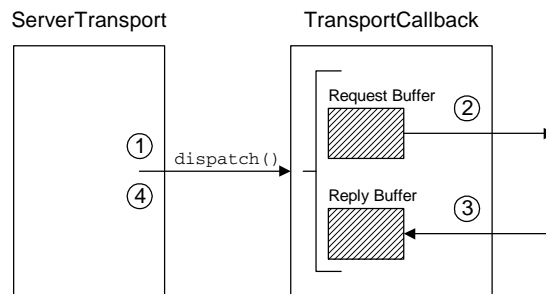 ServerTransport
TransportCallback
Request Buffer
2
1
dispatch()
4
Reply Buffer
3